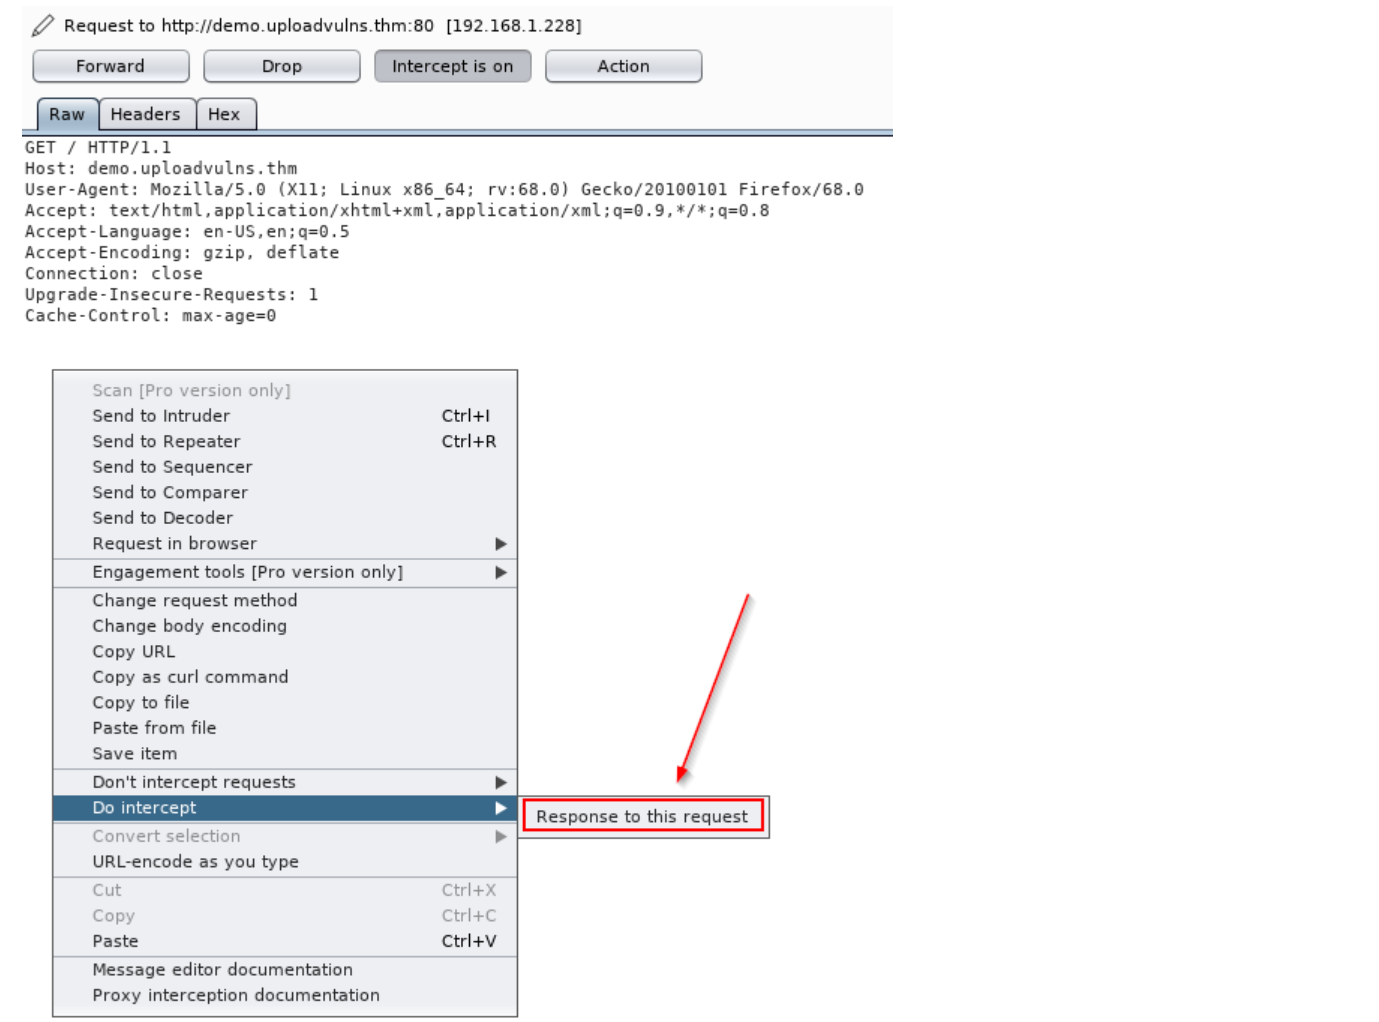 Request to http://demo.uploadvulns.thm:80 [192.168.1.228]
Forward Drop Intercept is on Action
Raw Headers Hex
GET / HTTP/1.1
Host: demo.uploadvulns.thm
User-Agent: Mozilla/5.0 (X11; Linux x86_64; rv:68.0) Gecko/20100101 Firefox/68.0
Accept: text/html,application/xhtml+xml,application/xml;q=0.9,*/*;q=0.8
Accept-Language: en-US,en;q=0.5
Accept-Encoding: gzip, deflate
Connection: close
Upgrade-Insecure-Requests: 1
Cache-Control: max-age=0
Scan [Pro version only]
Send to Intruder Ctrl+I
Send to Repeater Ctrl+R
Send to Sequencer
Send to Comparer
Send to Decoder
Request in browser
Engagement tools [Pro version only]
Change request method
Change body encoding
Copy URL
Copy as curl command
Copy to file
Paste from file
Save item
Don't intercept requests
Do intercept
Response to this request
Convert selection
URL-encode as you type
Cut Ctrl+X
Copy Ctrl+C
Paste Ctrl+V
Message editor documentation
Proxy interception documentation